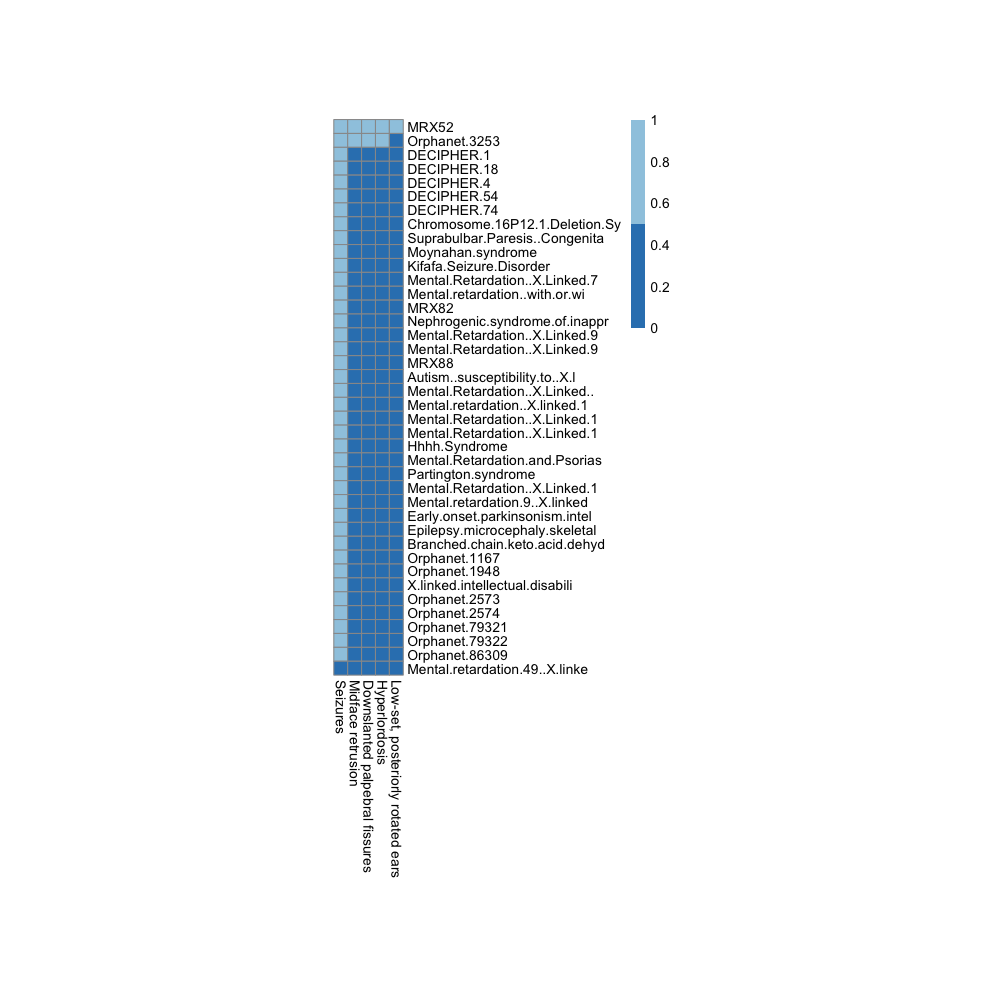 MRX52
Orphanet.3253
DECIPHER.1
DECIPHER.18
DECIPHER.4
DECIPHER.54
DECIPHER.74
Chromosome.16P12.1.Deletion.Sy
Suprabulbar.Paresis..Congenita
Moynahan.syndrome
Kifafa.Seizure.Disorder
Mental.Retardation..X.Linked.7
Mental.retardation..with.or.wi
MRX82
Nephrogenic.syndrome.of.inappr
Mental.Retardation..X.Linked.9
Mental.Retardation..X.Linked.9
MRX88
Autism..susceptibility.to..X.l
Mental.Retardation..X.Linked..
Mental.retardation..X.linked.1
Mental.Retardation..X.Linked.1
Mental.Retardation..X.Linked.1
Hhhh.Syndrome
Mental.Retardation.and.Psorias
Partington.syndrome
Mental.Retardation..X.Linked.1
Mental.retardation.9..X.linked
Early.onset.parkinsonism.intel
Epilepsy.microcephaly.skeletal
Branched.chain.keto.acid.dehyd
Orphanet.1167
Orphanet.1948
X.linked.intellectual.disabili
Orphanet.2573
Orphanet.2574
Orphanet.79321
Orphanet.79322
Orphanet.86309
Mental.retardation.49..X.linke
1
0.8
0.6
0.4
0.2
0
Seizures
Midface retrusion
Downslanted palpebral fissures
Hyperlordosis
Low-set, posteriorly rotated ears